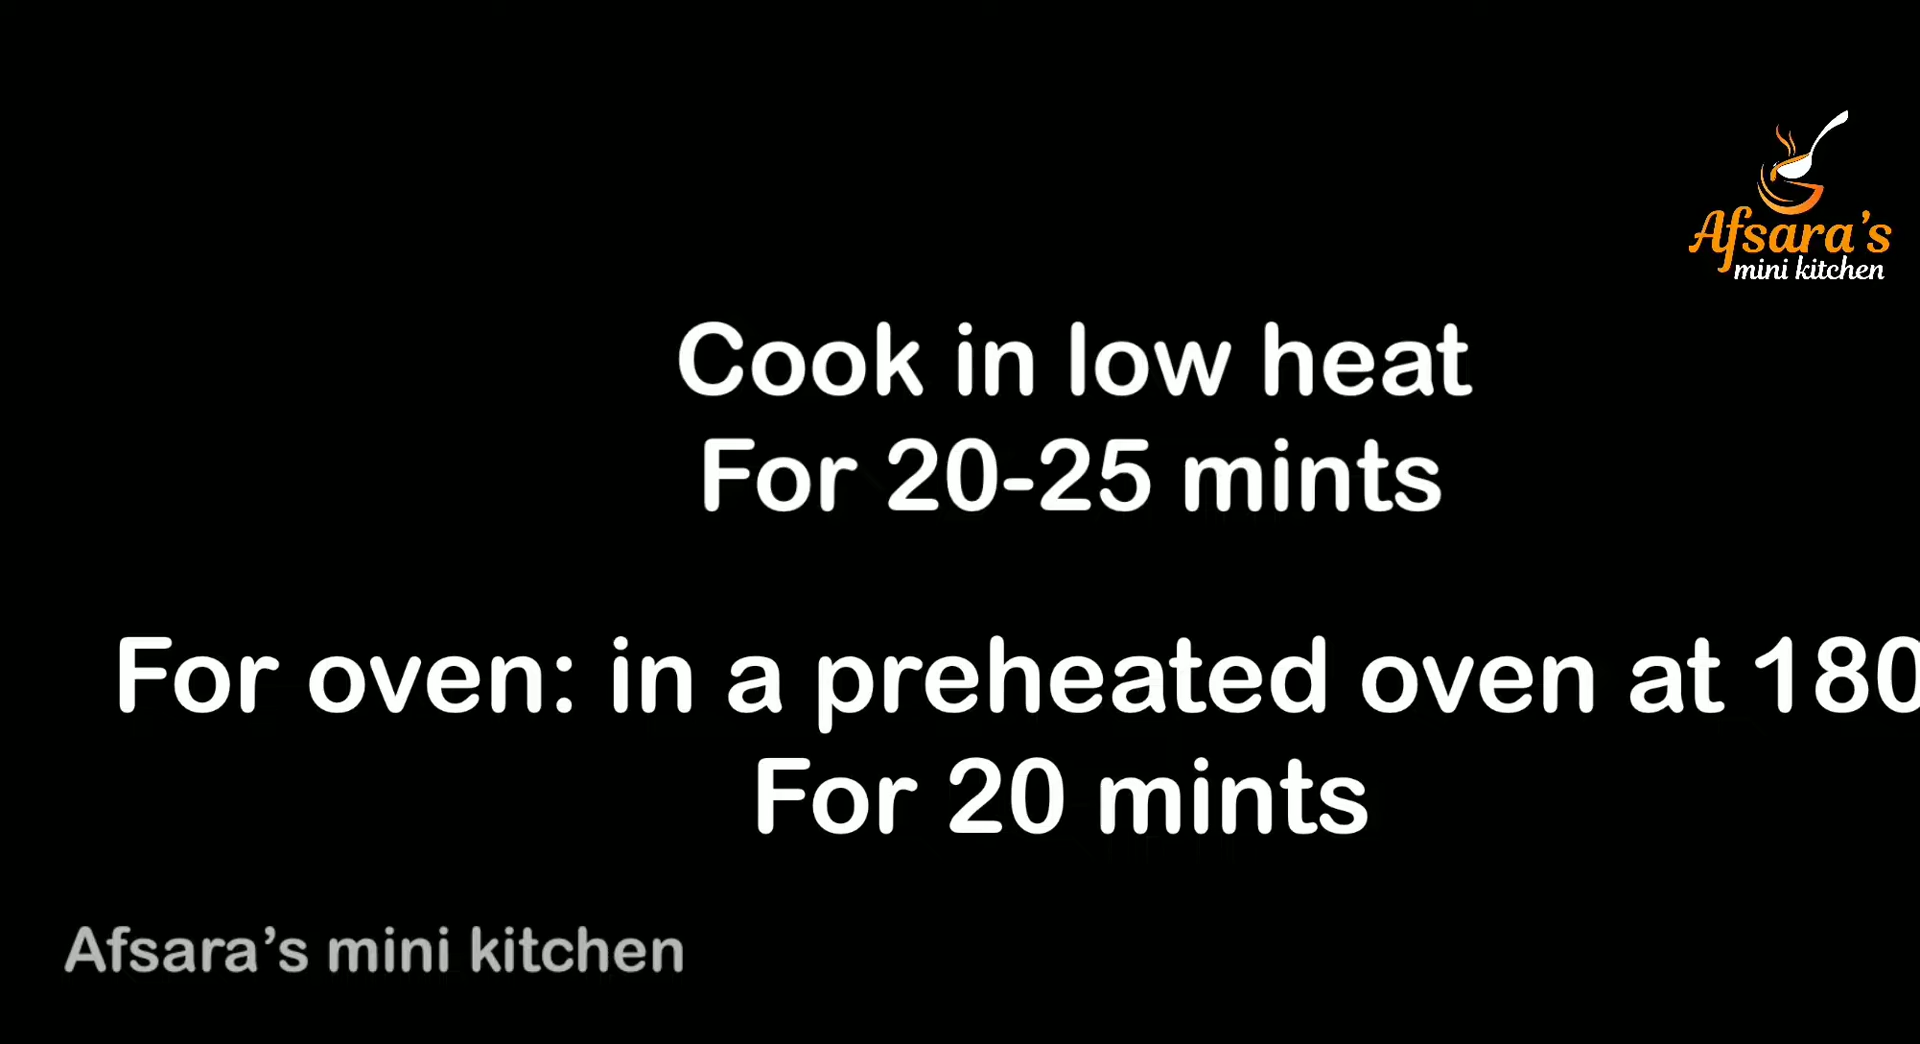 Afsara's
mini kitchen
Cook in low heat
For 20-25 mints
For oven: in a preheated oven at 180
For 20 mints
Afsara’s mini kitchen